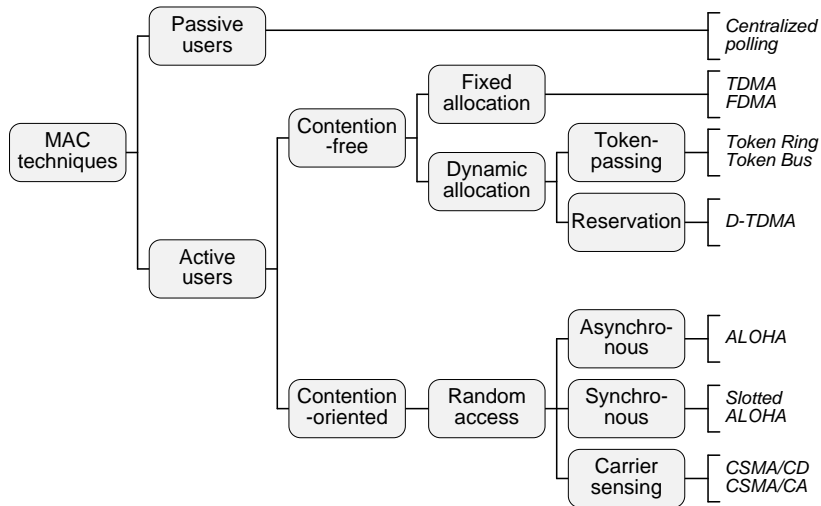 Passive
users
Centralized
polling
Fixed
allocation
TDMA
FDMA
MAC
techniques
Contention
-free
Token-
passing
Token Ring
Token Bus
Dynamic
allocation
Reservation
D-TDMA
Active
users
Asynchro-
nous
ALOHA
Contention
-oriented
Random
access
Synchro-
nous
Slotted
ALOHA
Carrier
sensing
CSMA/CD
CSMA/CA